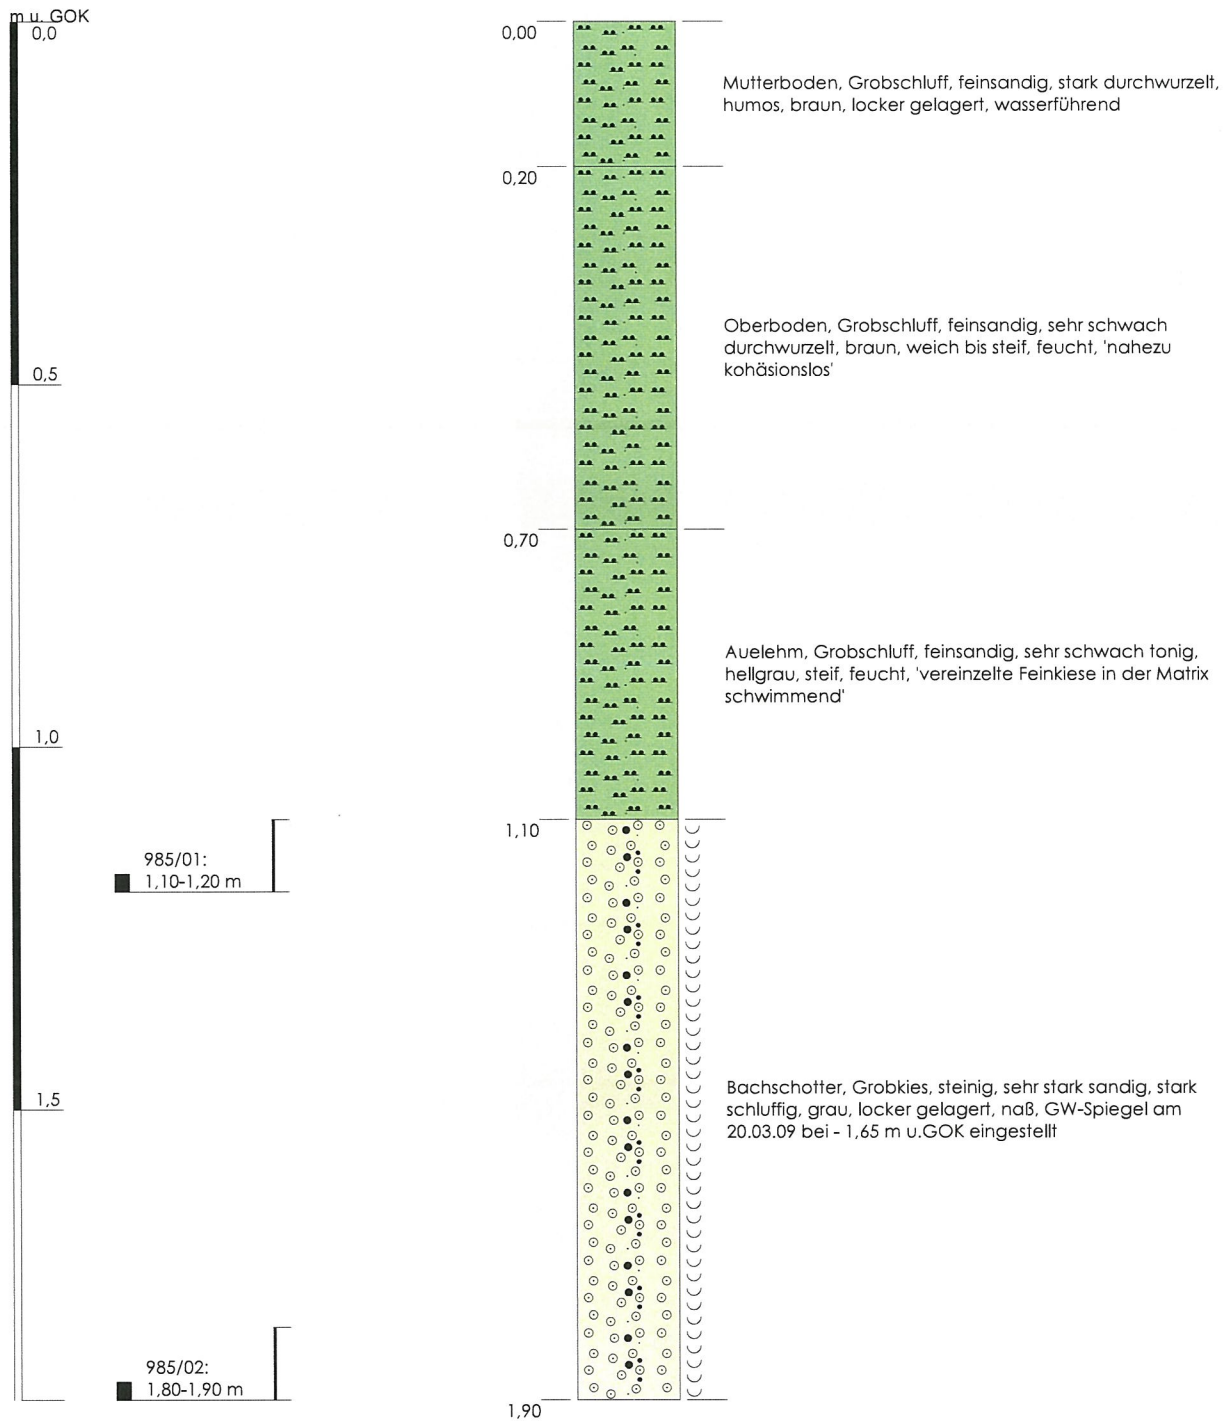 m u. GOK
0,0
0,00
Mutterboden, Grobschluff, feinsandig, stark durchwurzelt,
humos, braun, locker gelagert, wasserführend
0,20
Oberboden, Grobschluff, feinsandig, sehr schwach
durchwurzelt, braun, weich bis steif, feucht, 'nahezu
kohäsionslos'
0,5
0,70
Auelehm, Grobschluff, feinsandig, sehr schwach tonig,
hellgrau, steif, feucht, 'vereinzelte Feinkiese in der Matrix
schwimmend'
1,0
1,10
985/01:
1,10-1,20 m
1,5
Bachschotter, Grobkies, steinig, sehr stark sandig, stark
schluffig, grau, locker gelagert, naß, GW-Spiegel am
20.03.09 bei - 1,65 m u.GOK eingestellt
985/02:
1,80-1,90 m
1,90